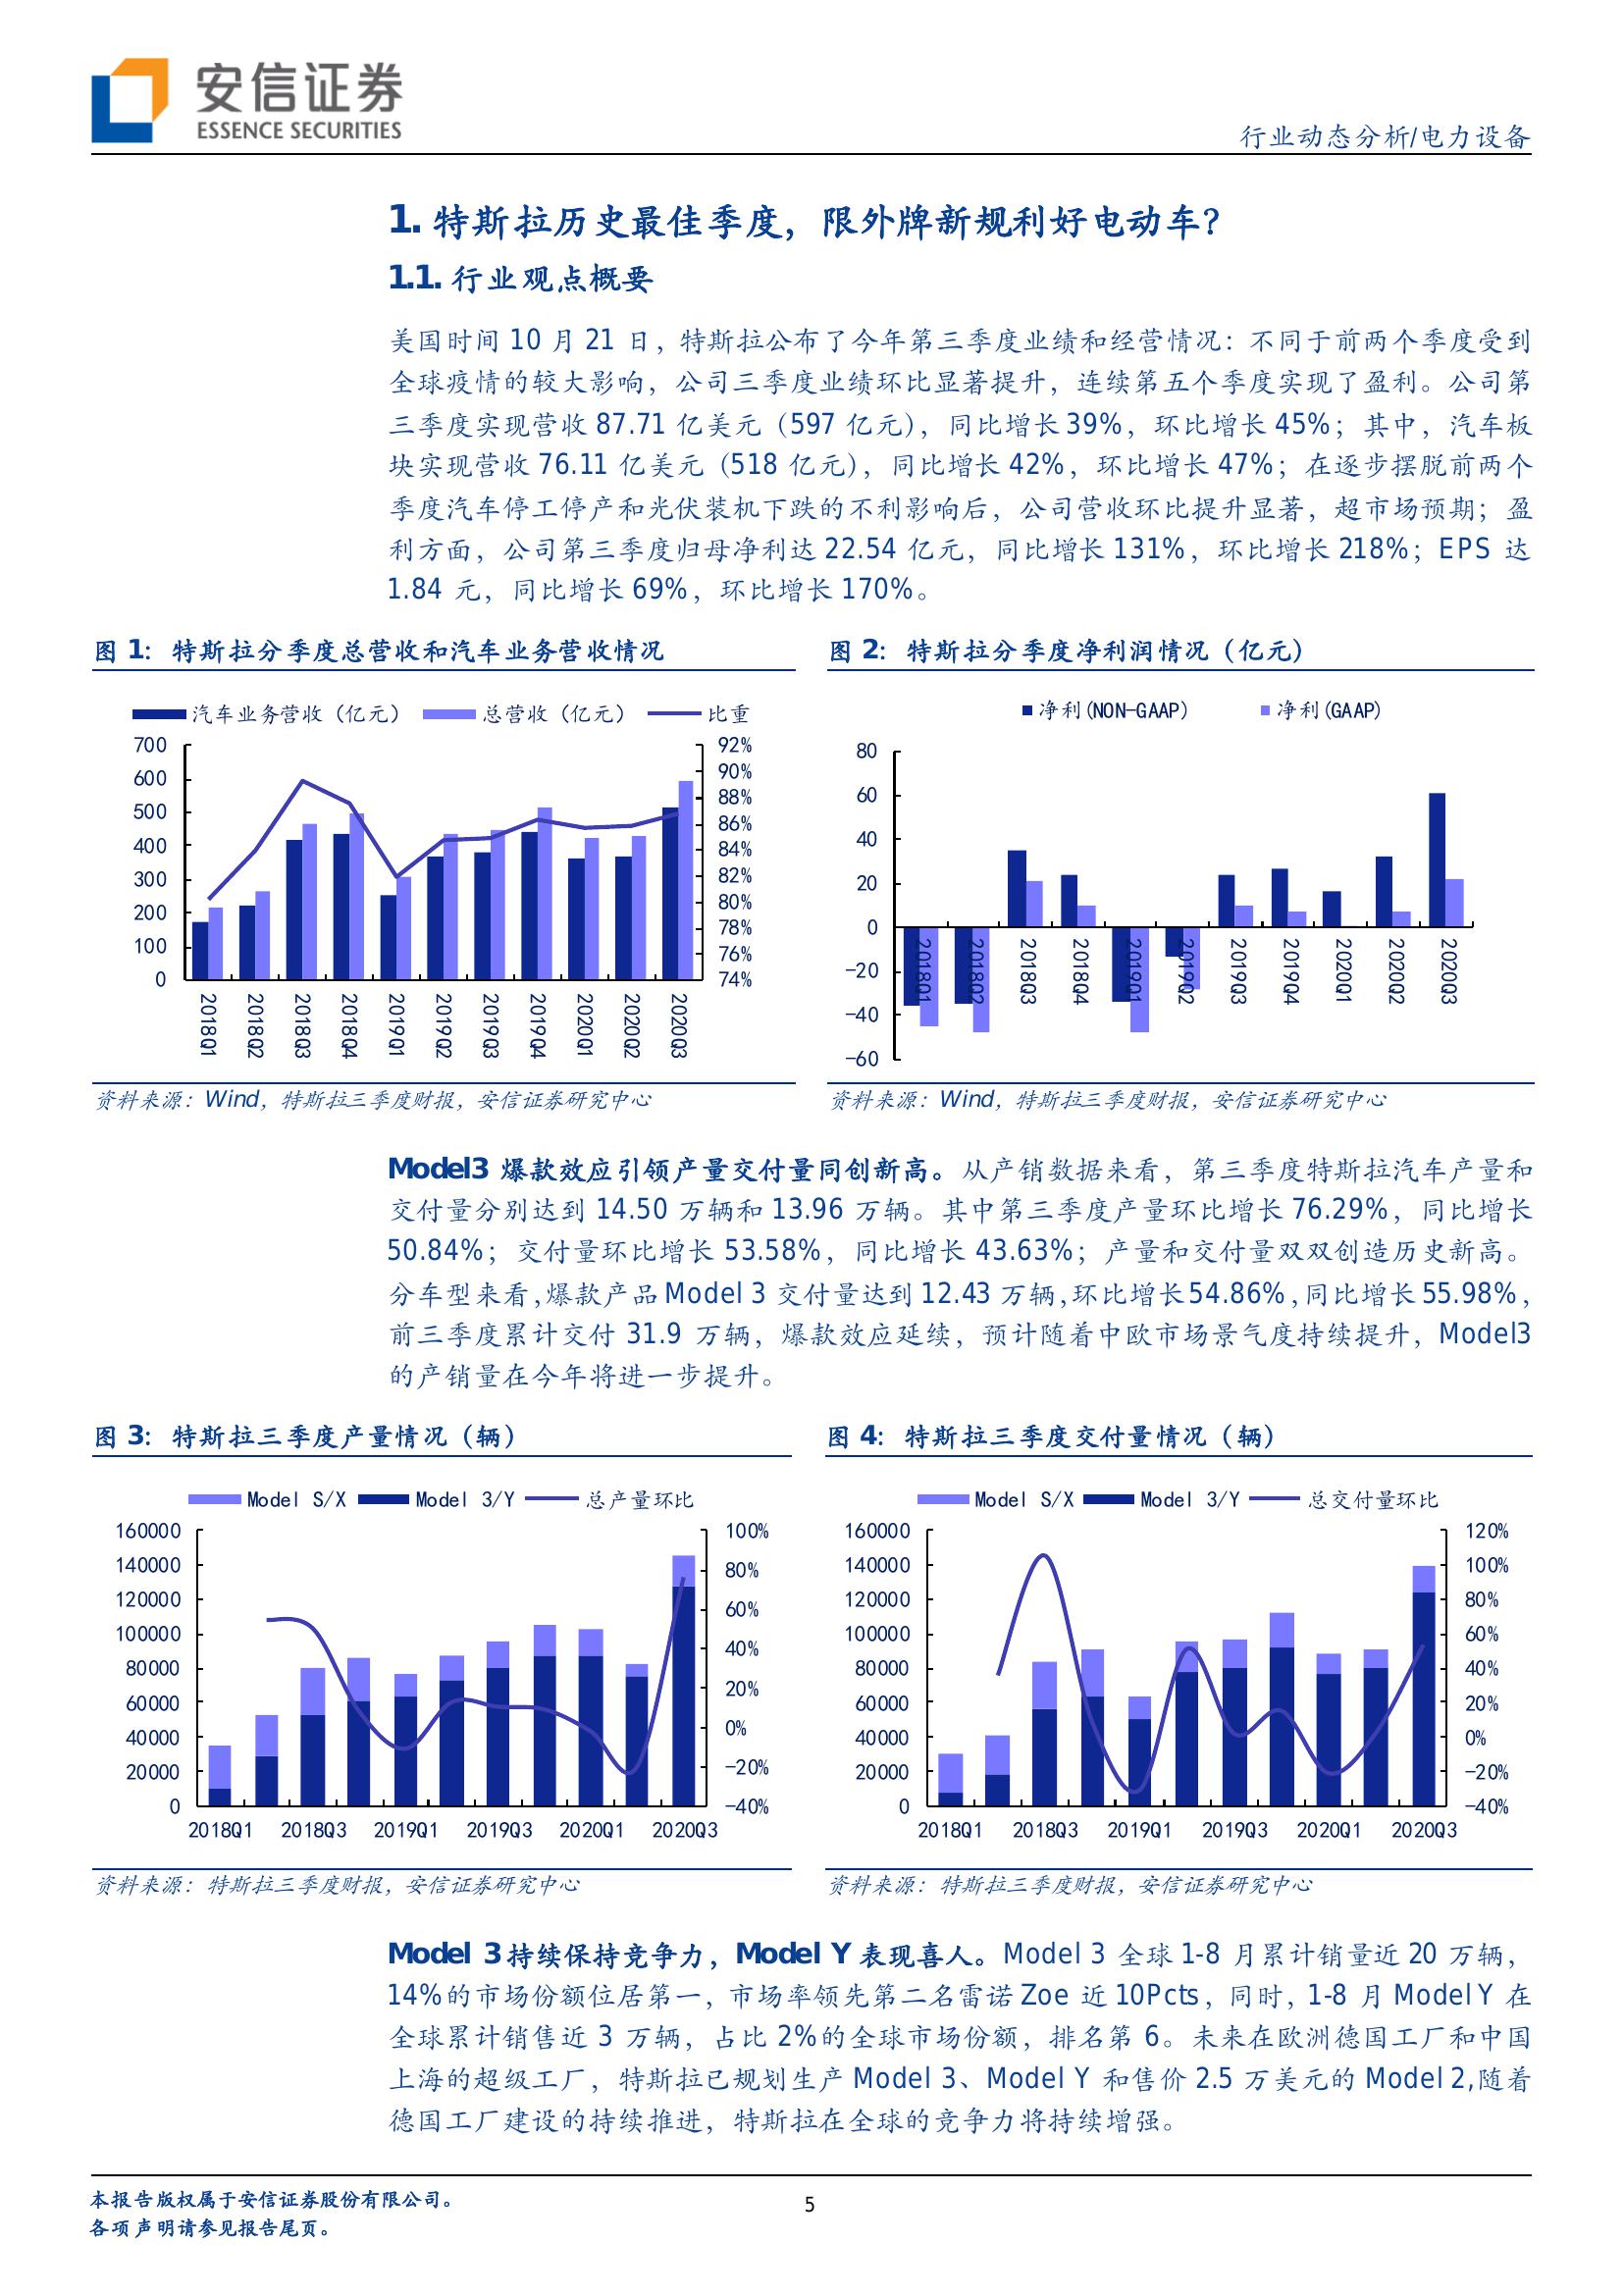 安信证券
ESSENCE SECURITIES
行业动态分析/电力设备
1. 特斯拉历史最佳季度，限外牌新规利好电动车？
1.1. 行业观点概要
美国时间 10 月 21 日，特斯拉公布了今年第三季度业绩和经营情况：不同于前两个季度受到
全球疫情的较大影响，公司三季度业绩环比显著提升，连续第五个季度实现了盈利。公司第
三季度实现营收 87.71 亿美元（597 亿元），同比增长 39%，环比增长 45%；其中，汽车板
块实现营收 76.11 亿美元（518 亿元），同比增长 42%，环比增长 47%；在逐步摆脱前两个
季度汽车停工停产和光伏装机下跌的不利影响后，公司营收环比提升显著，超市场预期；盈
利方面，公司第三季度归母净利达 22.54 亿元，同比增长 131%，环比增长 218%；EPS 达
1.84 元，同比增长 69%，环比增长 170%。
图 1：特斯拉分季度总营收和汽车业务营收情况
汽车业务营收（亿元） 总营收（亿元） 比重
700
600
500
400
300
200
100
0
92%
90%
88%
86%
84%
82%
80%
78%
76%
74%
2018Q1
2018Q2
2018Q3
2018Q4
2019Q1
2019Q2
2019Q3
2019Q4
2020Q1
2020Q2
2020Q3
资料来源：Wind，特斯拉三季度财报，安信证券研究中心
图 2：特斯拉分季度净利润情况（亿元）
净利(NON-GAAP) 净利(GAAP)
80
60
40
20
0
-20
-40
-60
2018Q1
2018Q2
2018Q3
2018Q4
2019Q1
2019Q2
2019Q3
2019Q4
2020Q1
2020Q2
2020Q3
资料来源：Wind，特斯拉三季度财报，安信证券研究中心
Model3 爆款效应引领产量交付量同创新高。从产销数据来看，第三季度特斯拉汽车产量和
交付量分别达到 14.50 万辆和 13.96 万辆。其中第三季度产量环比增长 76.29%，同比增长
50.84%；交付量环比增长 53.58%，同比增长 43.63%；产量和交付量双双创造历史新高。
分车型来看，爆款产品 Model 3 交付量达到 12.43 万辆，环比增长 54.86%，同比增长 55.98%，
前三季度累计交付 31.9 万辆，爆款效应延续，预计随着中欧市场景气度持续提升，Model3
的产销量在今年将进一步提升。
图 3：特斯拉三季度产量情况（辆）
Model S/X Model 3/Y 总产量环比
160000
140000
120000
100000
80000
60000
40000
20000
0
100%
80%
60%
40%
20%
0%
-20%
-40%
2018Q1 2018Q3 2019Q1 2019Q3 2020Q1 2020Q3
资料来源：特斯拉三季度财报，安信证券研究中心
图 4：特斯拉三季度交付量情况（辆）
Model S/X Model 3/Y 总交付量环比
160000
140000
120000
100000
80000
60000
40000
20000
0
120%
100%
80%
60%
40%
20%
0%
-20%
-40%
2018Q1 2018Q3 2019Q1 2019Q3 2020Q1 2020Q3
资料来源：特斯拉三季度财报，安信证券研究中心
Model 3 持续保持竞争力，Model Y 表现喜人。Model 3 全球 1-8 月累计销量近 20 万辆，
14%的市场份额位居第一，市场率领先第二名雷诺 Zoe 近 10Pcts，同时，1-8 月 Model Y 在
全球累计销售近 3 万辆，占比 2%的全球市场份额，排名第 6。未来在欧洲德国工厂和中国
上海的超级工厂，特斯拉已规划生产 Model 3、Model Y 和售价 2.5 万美元的 Model 2,随着
德国工厂建设的持续推进，特斯拉在全球的竞争力将持续增强。
本报告版权属于安信证券股份有限公司。
各项声明请参见报告尾页。
5